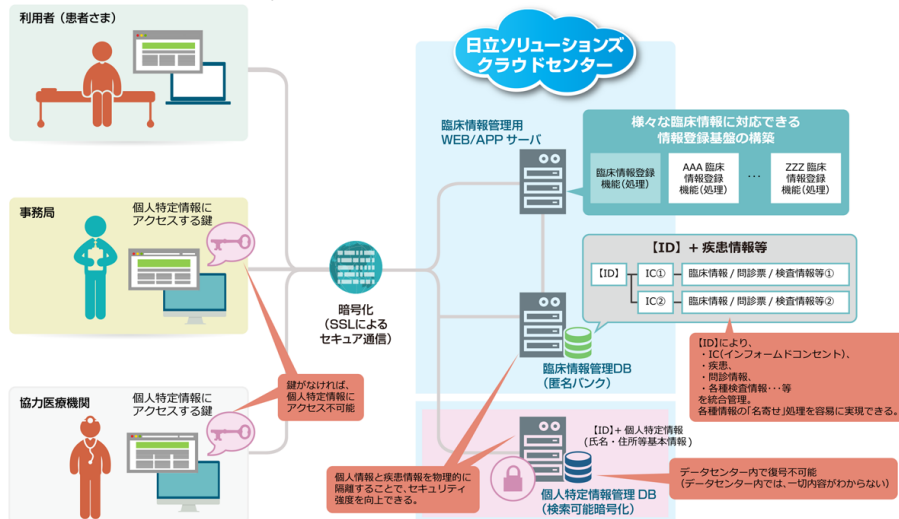 利用者（患者さま）
日立ソリューションズ
クラウドセンター
臨床情報管理用
WEB/APP サーバ
様々な臨床情報に対応できる
情報登録基盤の構築
臨床情報登録
機能（処理）
AAA 臨床
情報登録
機能（処理）
…
ZZZ 臨床
情報登録
機能（処理）
事務局
個人特定情報に
アクセスする鍵
暗号化
（SSLによる
セキュア通信）
【ID】+ 疾患情報等
【ID】
IC①
臨床情報 / 問診票 / 検査情報等①
IC②
臨床情報 / 問診票 / 検査情報等②
臨床情報管理DB
（匿名バンク）
【ID】により、
・IC（インフォームドコンセント）、
・疾患、
・問診情報、
・各種検査情報･･･等
を統合管理。
各種情報の「名寄せ」処理を容易に実現できる。
鍵がなければ、
個人特定情報に
アクセス不可能
協力医療機関
個人特定情報に
アクセスする鍵
【ID】+ 個人特定情報
（氏名・住所等基本情報）
個人情報と疾患情報を物理的に
隔離することで、セキュリティ
強度を向上できる。
個人特定情報管理 DB
（検索可能暗号化）
データセンター内で復号不可能
（データセンター内では、一切内容がわからない）